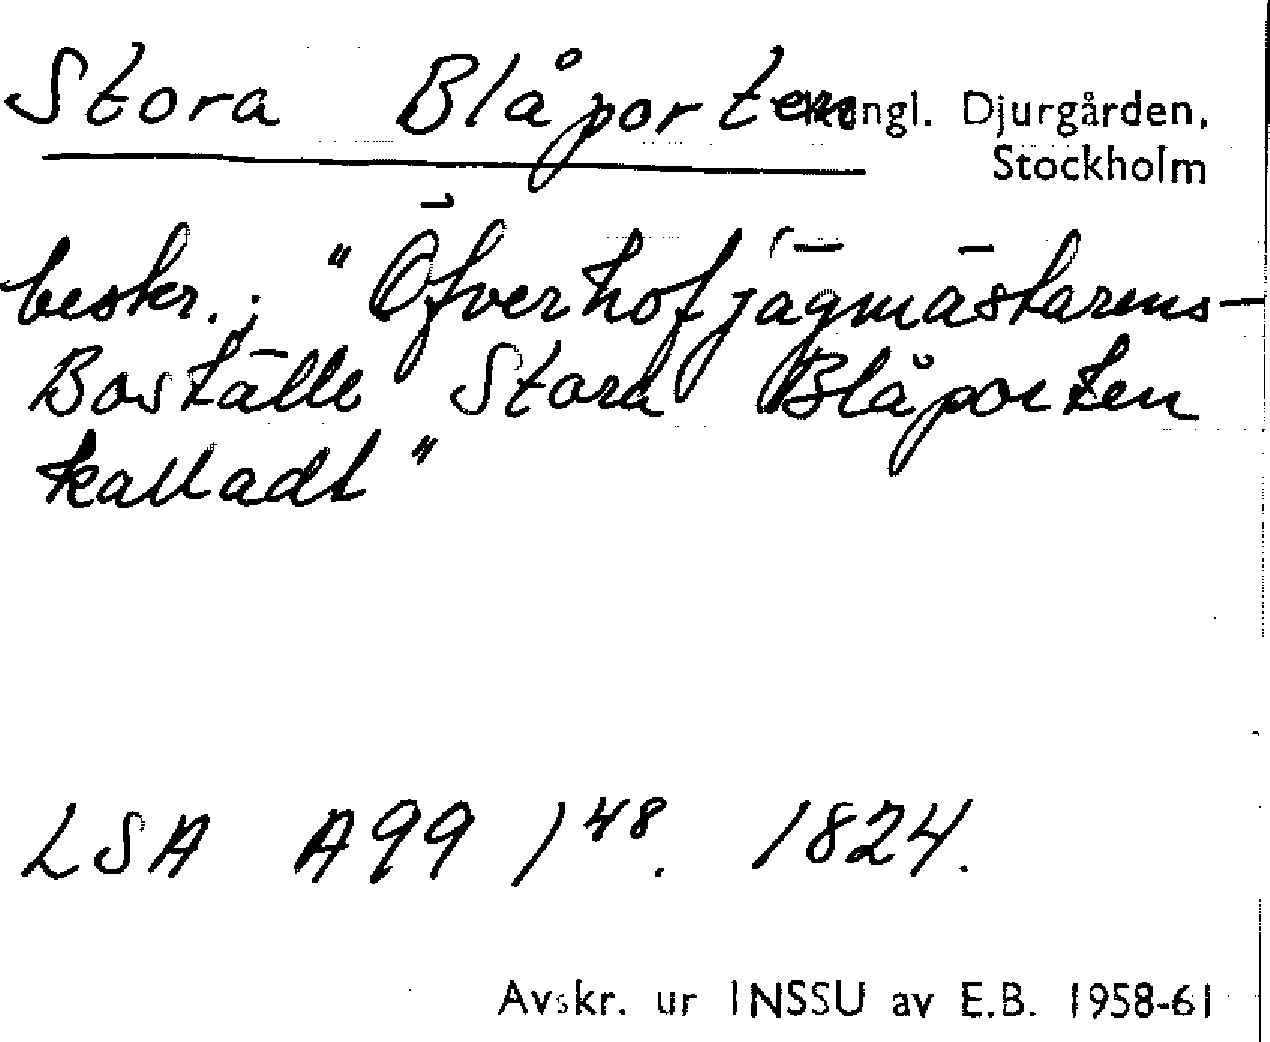 Stora Blåporten Kungl. Djurgården,
Stockholm
beskr.: "Öfverhofjägmästarens-
Boställe Stora Blåporten
kalladt"
LSA A99 1⁴⁸. 1824.
Avskr. ur INSSU av E.B. 1958-61